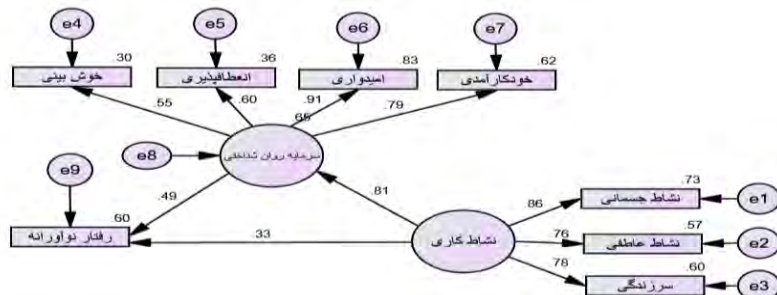 e4
e5
e6
e7
.30
.36
.83
.62
خوش بینی
انعطافپذیری
امیدواری
خودکارآمدی
.55
.60
.91
.79
.65
e8
سرمایه روان شناختی
e9
.49
.81
.73
.86
نشاط جسمانی
e1
.60
رفتار نوآورانه
.33
نشاط کاری
.76
.57
نشاط عاطفی
e2
.78
.60
سرزندگی
e3